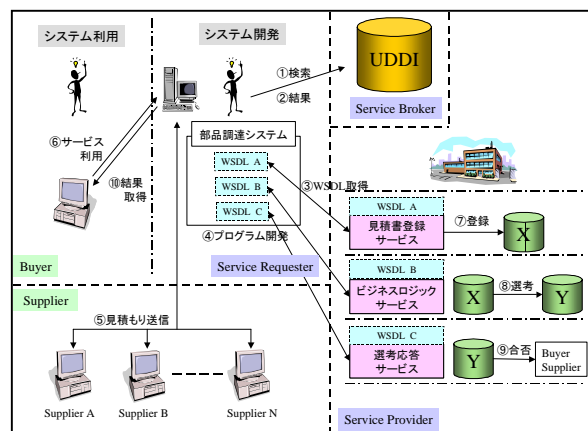 システム利用
システム開発
①検索
②結果
UDDI
Service Broker
⑥サービス
利用
⑩結果
取得
部品調達システム
WSDL A
WSDL B
WSDL C
③WSDL取得
④プログラム開発
Buyer
Service Requester
WSDL A
見積書登録
サービス
⑦登録
X
WSDL B
ビジネスロジック
サービス
X
⑧選考
Y
WSDL C
選考応答
サービス
Y
⑨合否
Buyer
Supplier
Supplier
⑤見積もり送信
Supplier A
Supplier B
Supplier N
Service Provider